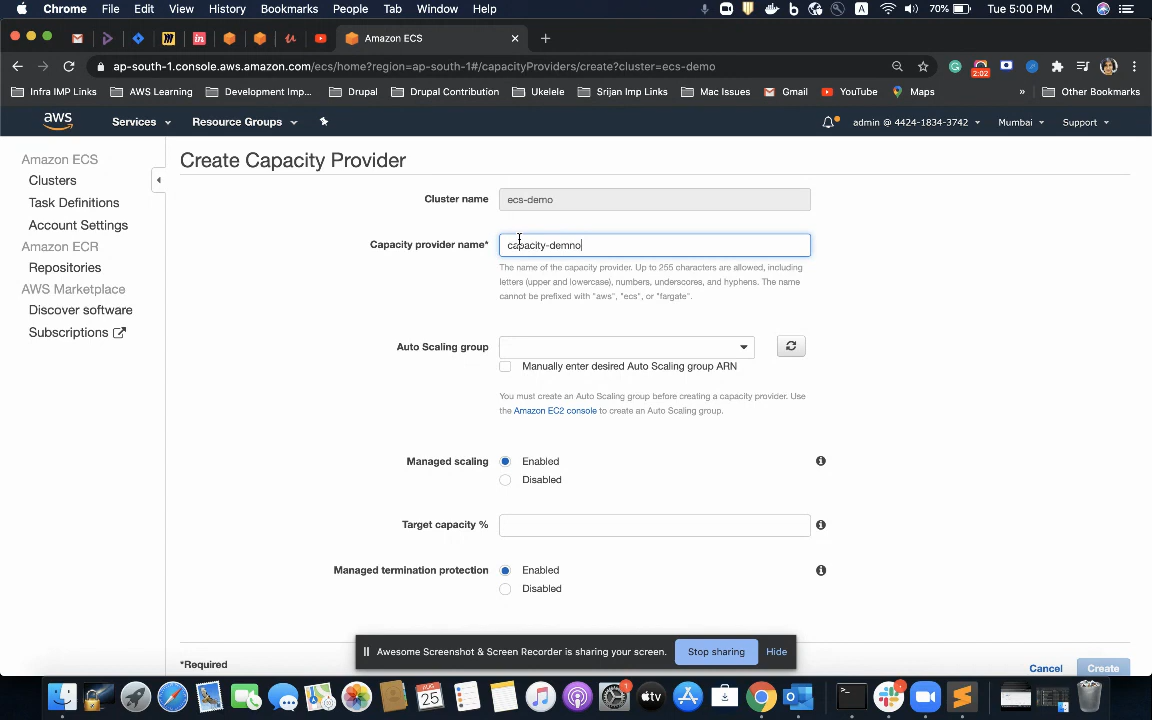 Chrome File Edit View History Bookmarks People Tab Window Help
A 70% Tue 5:00 PM
Amazon ECS
ap-south-1.console.aws.amazon.com/ecs/home?region=ap-south-1#/capacityProviders/create?cluster=ecs-demo
2:02
Infra IMP Links AWS Learning Development Imp... Drupal Drupal Contribution Ukelele Srijan Imp Links Mac Issues Gmail YouTube Maps » Other Bookmarks
aws Services Resource Groups admin @ 4424-1834-3742 Mumbai Support
Amazon ECS
Clusters
Task Definitions
Account Settings
Amazon ECR
Repositories
AWS Marketplace
Discover software
Subscriptions
Create Capacity Provider
Cluster name ecs-demo
Capacity provider name* capacity-demno
The name of the capacity provider. Up to 255 characters are allowed, including
letters (upper and lowercase), numbers, underscores, and hyphens. The name
cannot be prefixed with "aws", "ecs", or "fargate".
Auto Scaling group
Manually enter desired Auto Scaling group ARN
You must create an Auto Scaling group before creating a capacity provider. Use
the Amazon EC2 console to create an Auto Scaling group.
Managed scaling Enabled
Disabled
Target capacity %
Managed termination protection Enabled
Disabled
Awesome Screenshot & Screen Recorder is sharing your screen. Stop sharing Hide
*Required Cancel Create
AUG
25
1
1
tv